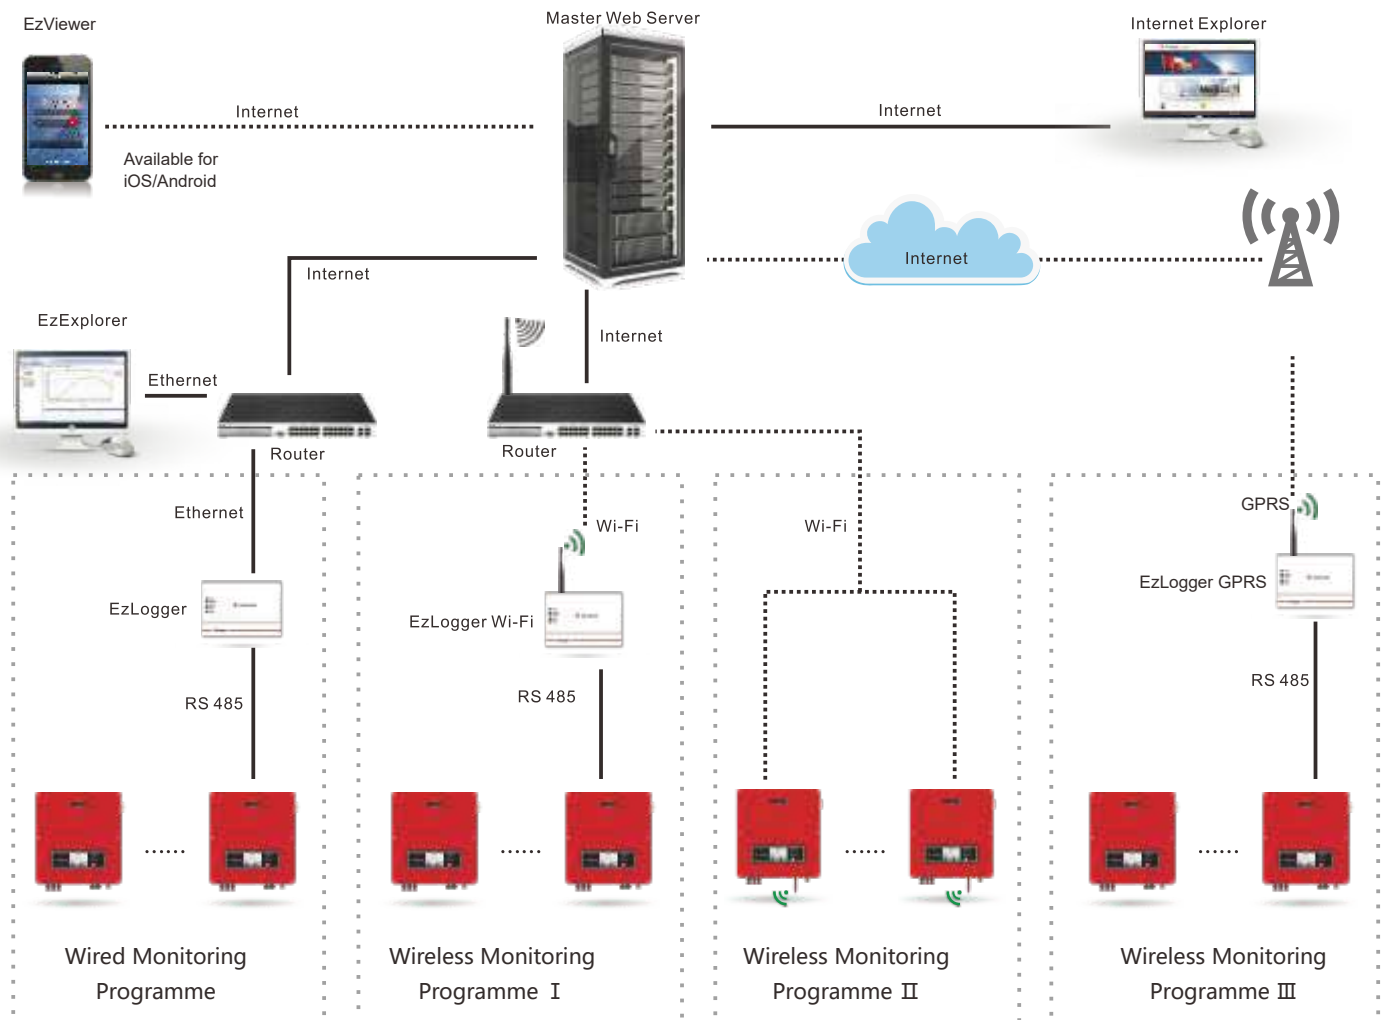 EzViewer
Master Web Server
Internet Explorer
Internet
Internet
Available for
iOS/Android
Internet
Internet
EzExplorer
Internet
Ethernet
Router
Router
Ethernet
Wi-Fi
Wi-Fi
GPRS
EzLogger
EzLogger Wi-Fi
EzLogger GPRS
RS 485
RS 485
RS 485
......
......
......
......
Wired Monitoring
Programme
Wireless Monitoring
Programme Ⅰ
Wireless Monitoring
Programme Ⅱ
Wireless Monitoring
Programme Ⅲ